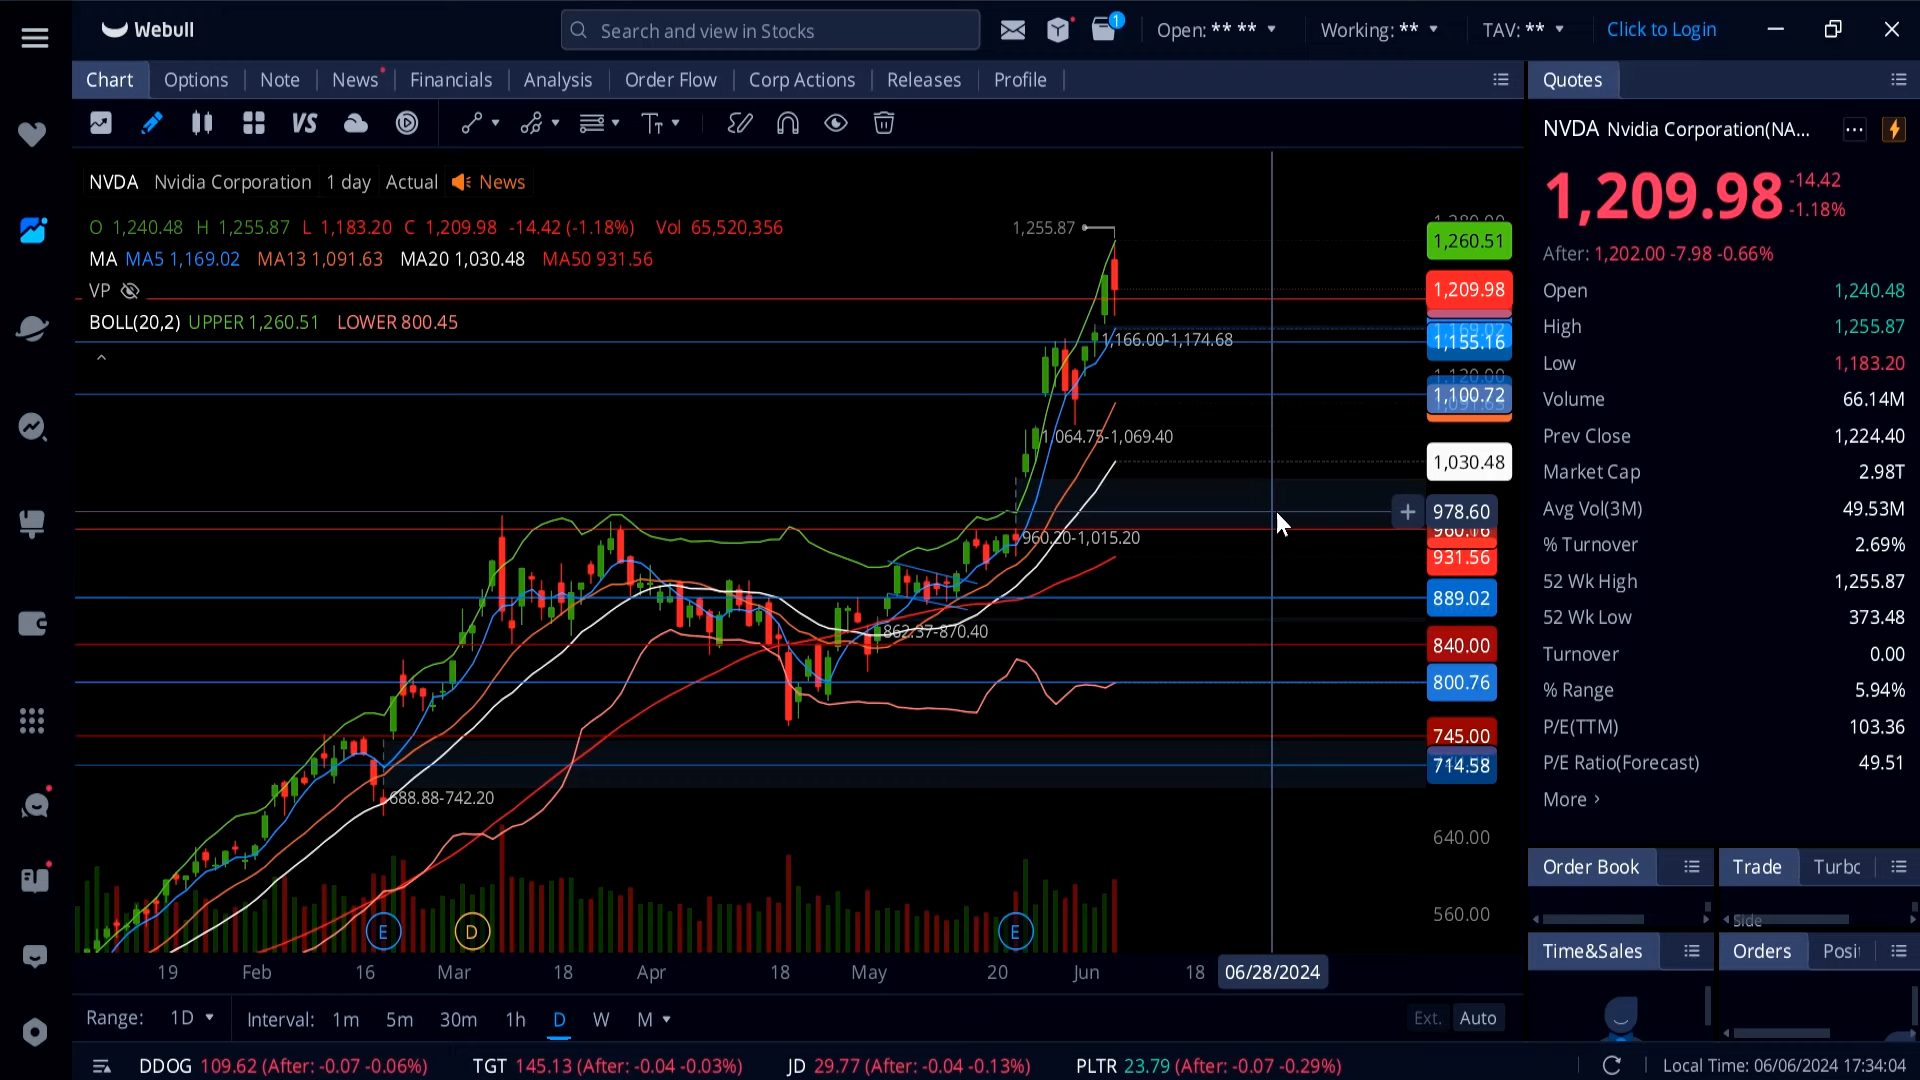 Webull
Search and view in Stocks
1
Open: ** **
Working: **
TAV: **
Click to Login
Chart
Options
Note
News
Financials
Analysis
Order Flow
Corp Actions
Releases
Profile
Quotes
VS
NVDA Nvidia Corporation(NA...
NVDA Nvidia Corporation 1 day Actual News
1,209.98
-14.42
-1.18%
O 1,240.48 H 1,255.87 L 1,183.20 C 1,209.98 -14.42 (-1.18%) Vol 65,520,356
MA MA5 1,169.02 MA13 1,091.63 MA20 1,030.48 MA50 931.56
VP
BOLL(20,2) UPPER 1,260.51 LOWER 800.45
1,255.87
1,166.00-1,174.68
1,064.75-1,069.40
960.20-1,015.20
862.37-870.40
688.88-742.20
1,280.00
1,260.51
1,209.98
1,169.02
1,155.16
1,120.00
1,100.72
1,091.63
1,030.48
978.60
960.16
931.56
889.02
840.00
800.76
745.00
714.58
640.00
560.00
E
D
E
19 Feb 16 Mar 18 Apr 18 May 20 Jun 18 06/28/2024
After: 1,202.00 -7.98 -0.66%
Open 1,240.48
High 1,255.87
Low 1,183.20
Volume 66.14M
Prev Close 1,224.40
Market Cap 2.98T
Avg Vol(3M) 49.53M
% Turnover 2.69%
52 Wk High 1,255.87
52 Wk Low 373.48
Turnover 0.00
% Range 5.94%
P/E(TTM) 103.36
P/E Ratio(Forecast) 49.51
More
Order Book
Trade
Turbo
Side
Time&Sales
Orders
Posit
Range: 1D Interval: 1m 5m 30m 1h D W M
Ext. Auto
DDOG 109.62 (After: -0.07 -0.06%) TGT 145.13 (After: -0.04 -0.03%) JD 29.77 (After: -0.04 -0.13%) PLTR 23.79 (After: -0.07 -0.29%)
Local Time: 06/06/2024 17:34:04